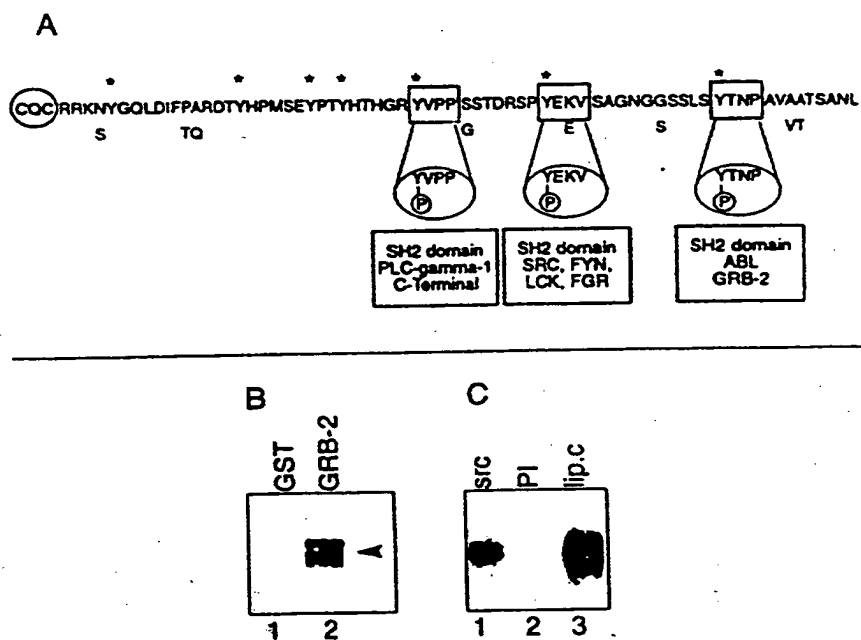 A
* * * * * * *
CQC RRKNYGQLDIFPARDTYHPMSEYPTYHTHGR YVPP SSTDRSP YEKV SAGNGGSSLS YTNP AVAATSANL
S TQ G E S VT
YVPP YEKV YTNP
P P P
SH2 domain
PLC-gamma-1
C-Terminal
SH2 domain
SRC, FYN,
LCK, FGR
SH2 domain
ABL
GRB-2
B
GST
GRB-2
1 2
C
src
PI
lip.c
1 2 3